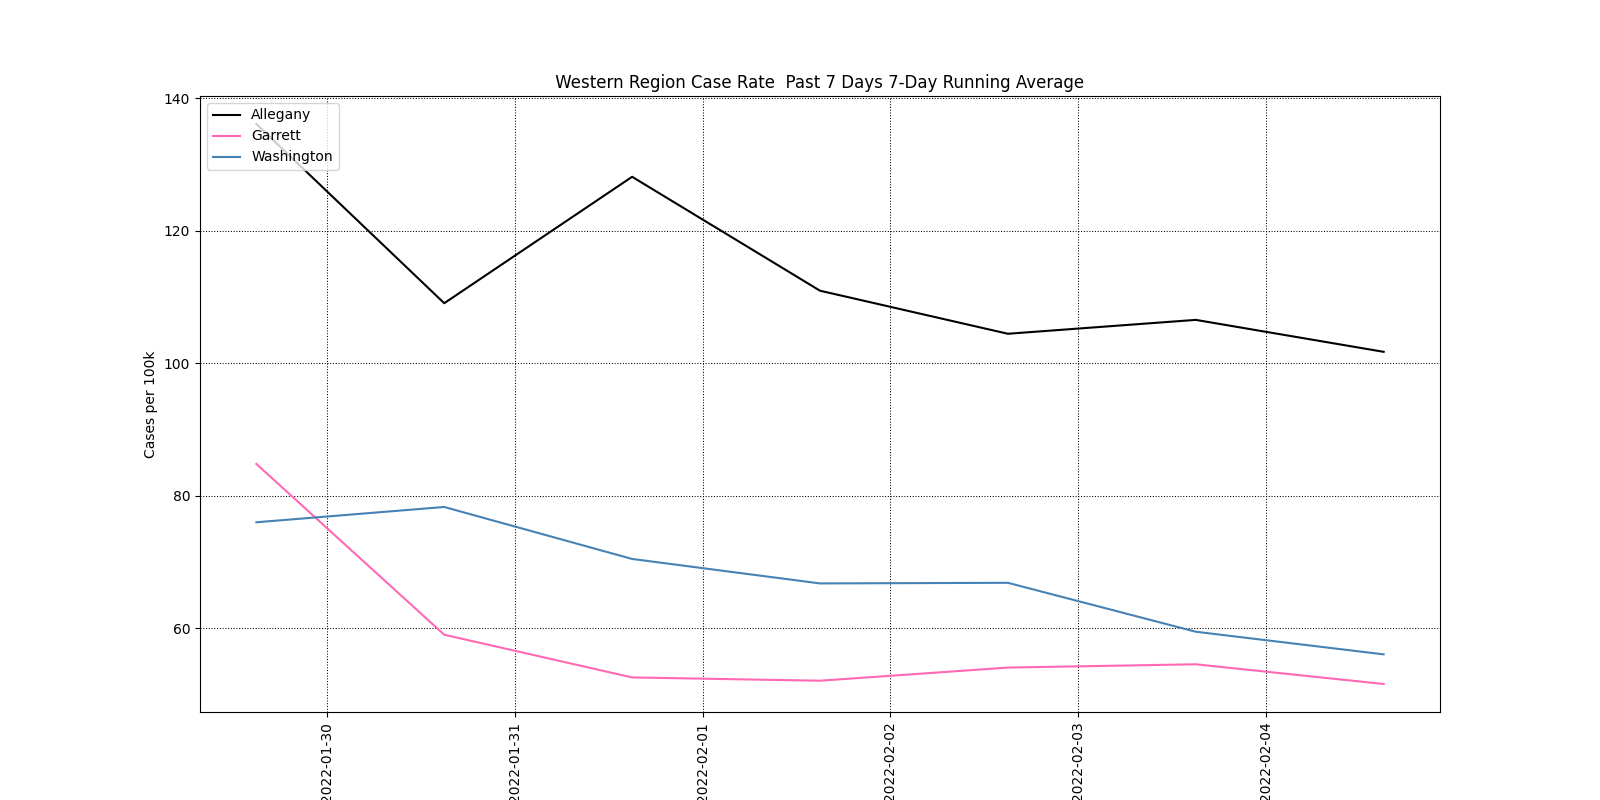 Western Region Case Rate  Past 7 Days 7-Day Running Average
Allegany
Garrett
Washington
Cases per 100k
140
120
100
80
60
2022-01-30
2022-01-31
2022-02-01
2022-02-02
2022-02-03
2022-02-04